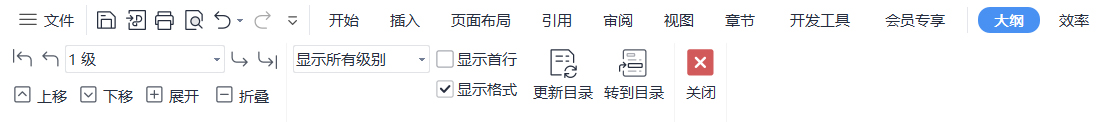 文件 开始 插入 页面布局 引用 审阅 视图 章节 开发工具 会员专享 大纲 效率
1 级 显示所有级别 显示首行
上移 下移 展开 折叠 显示格式 更新目录 转到目录 关闭